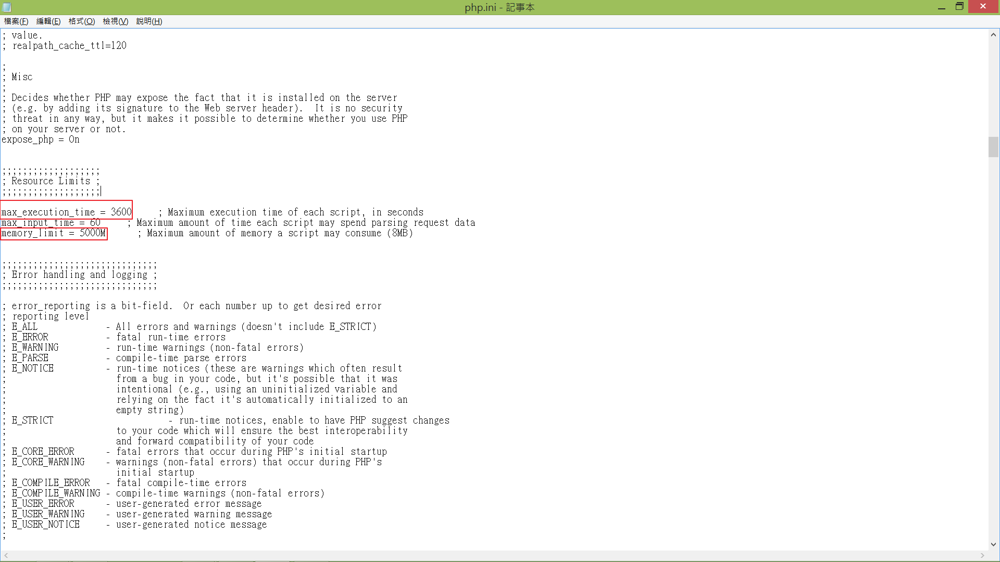 php.ini - 記事本
檔案(F) 編輯(E) 格式(O) 檢視(V) 說明(H)
; value.
; realpath_cache_ttl=120
;
; Misc
;
; Decides whether PHP may expose the fact that it is installed on the server
; (e.g. by adding its signature to the Web server header).  It is no security
; threat in any way, but it makes it possible to determine whether you use PHP
; on your server or not.
expose_php = On
;;;;;;;;;;;;;;;;;;;
; Resource Limits ;
;;;;;;;;;;;;;;;;;;;
max_execution_time = 3600     ; Maximum execution time of each script, in seconds
max_input_time = 60     ; Maximum amount of time each script may spend parsing request data
memory_limit = 5000M      ; Maximum amount of memory a script may consume (8MB)
;;;;;;;;;;;;;;;;;;;;;;;;;;;;;;
; Error handling and logging ;
;;;;;;;;;;;;;;;;;;;;;;;;;;;;;;
; error_reporting is a bit-field.  Or each number up to get desired error
; reporting level
; E_ALL             - All errors and warnings (doesn't include E_STRICT)
; E_ERROR           - fatal run-time errors
; E_WARNING         - run-time warnings (non-fatal errors)
; E_PARSE           - compile-time parse errors
; E_NOTICE          - run-time notices (these are warnings which often result
;                     from a bug in your code, but it's possible that it was
;                     intentional (e.g., using an uninitialized variable and
;                     relying on the fact it's automatically initialized to an
;                     empty string)
; E_STRICT                      - run-time notices, enable to have PHP suggest changes
;                     to your code which will ensure the best interoperability
;                     and forward compatibility of your code
; E_CORE_ERROR      - fatal errors that occur during PHP's initial startup
; E_CORE_WARNING    - warnings (non-fatal errors) that occur during PHP's
;                     initial startup
; E_COMPILE_ERROR   - fatal compile-time errors
; E_COMPILE_WARNING - compile-time warnings (non-fatal errors)
; E_USER_ERROR      - user-generated error message
; E_USER_WARNING    - user-generated warning message
; E_USER_NOTICE     - user-generated notice message
;